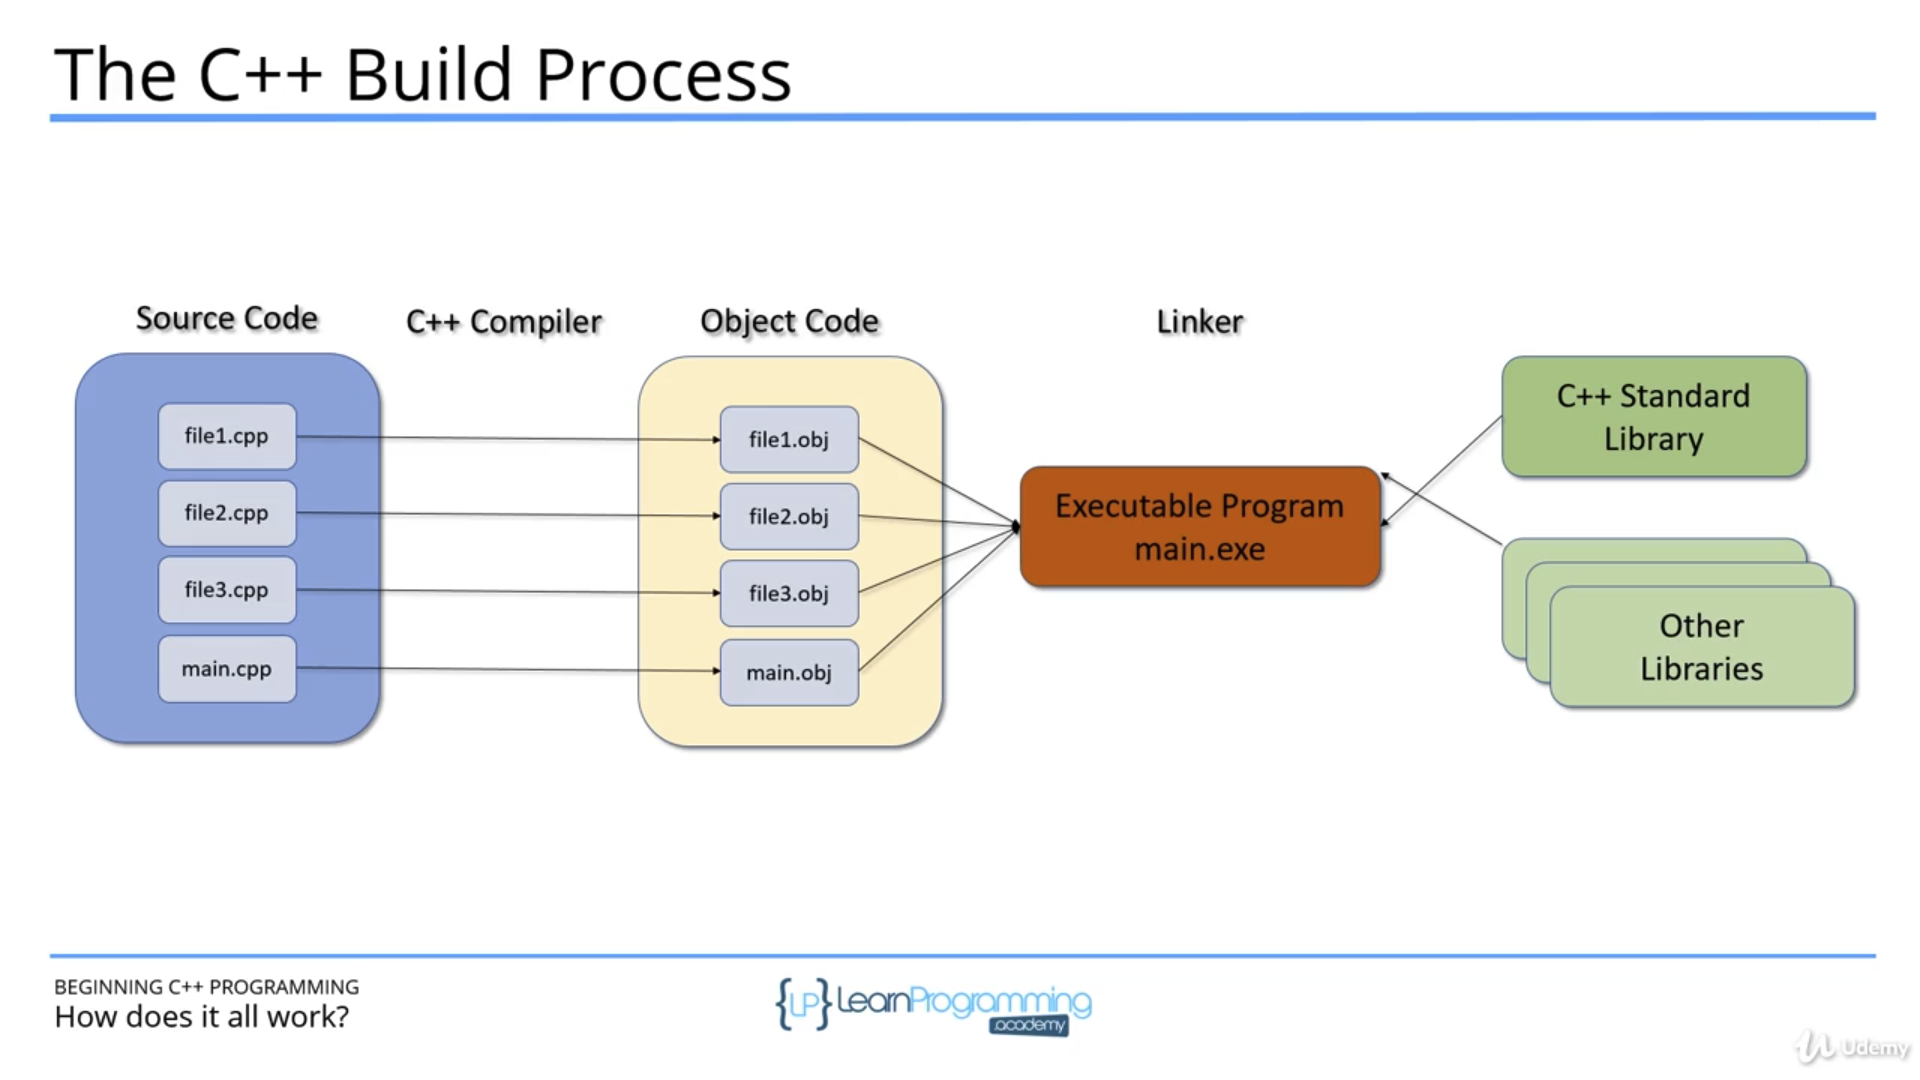 The C++ Build Process
Source Code
C++ Compiler
Object Code
Linker
file1.cpp
file2.cpp
file3.cpp
main.cpp
file1.obj
file2.obj
file3.obj
main.obj
Executable Program
main.exe
C++ Standard
Library
Other
Libraries
BEGINNING C++ PROGRAMMING
How does it all work?
{LP} LearnProgramming
academy
Udemy